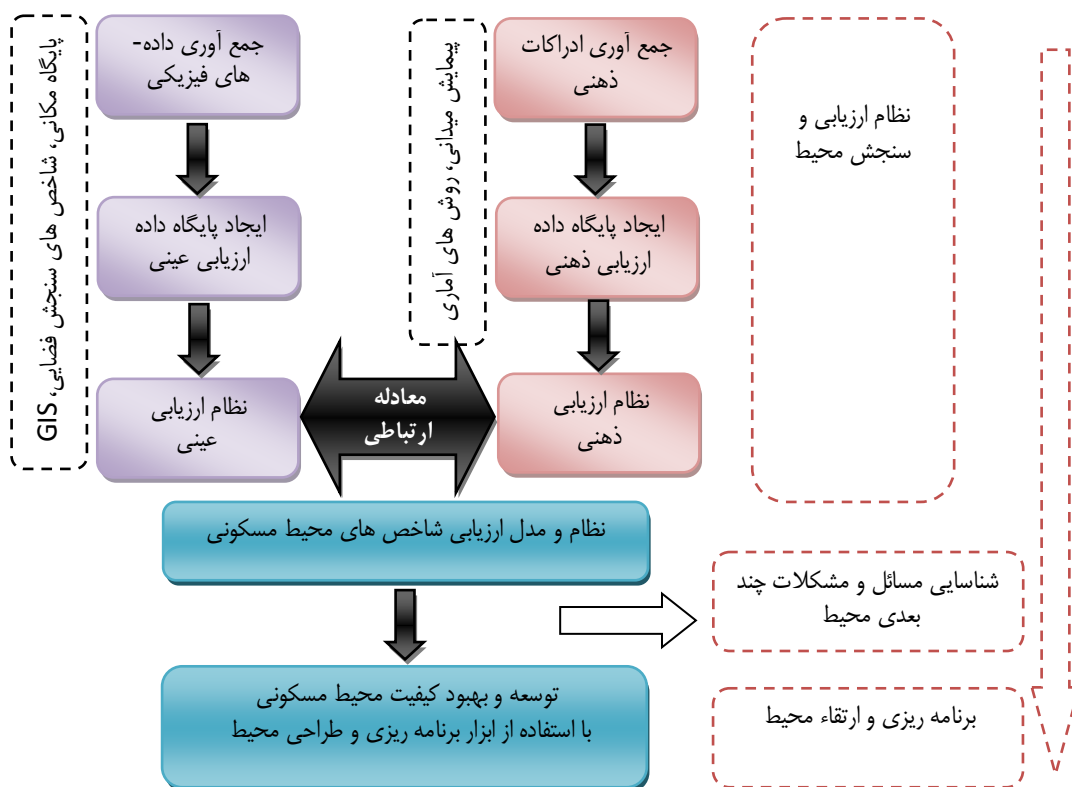 جمع آوری ادراکات
ذهنی
جمع آوری داده-
های فیزیکی
پایگاه مکانی، شاخص های سنجش فضایی، GIS
پیمایش میدانی، روش های آماری
نظام ارزیابی و
سنجش محیط
ایجاد پایگاه داده
ارزیابی ذهنی
ایجاد پایگاه داده
ارزیابی عینی
نظام ارزیابی
ذهنی
معادله
ارتباطی
نظام ارزیابی
عینی
نظام و مدل ارزیابی شاخص های محیط مسکونی
شناسایی مسائل و مشکلات چند
بعدی محیط
توسعه و بهبود کیفیت محیط مسکونی
با استفاده از ابزار برنامه ریزی و طراحی محیط
برنامه ریزی و ارتقاء محیط